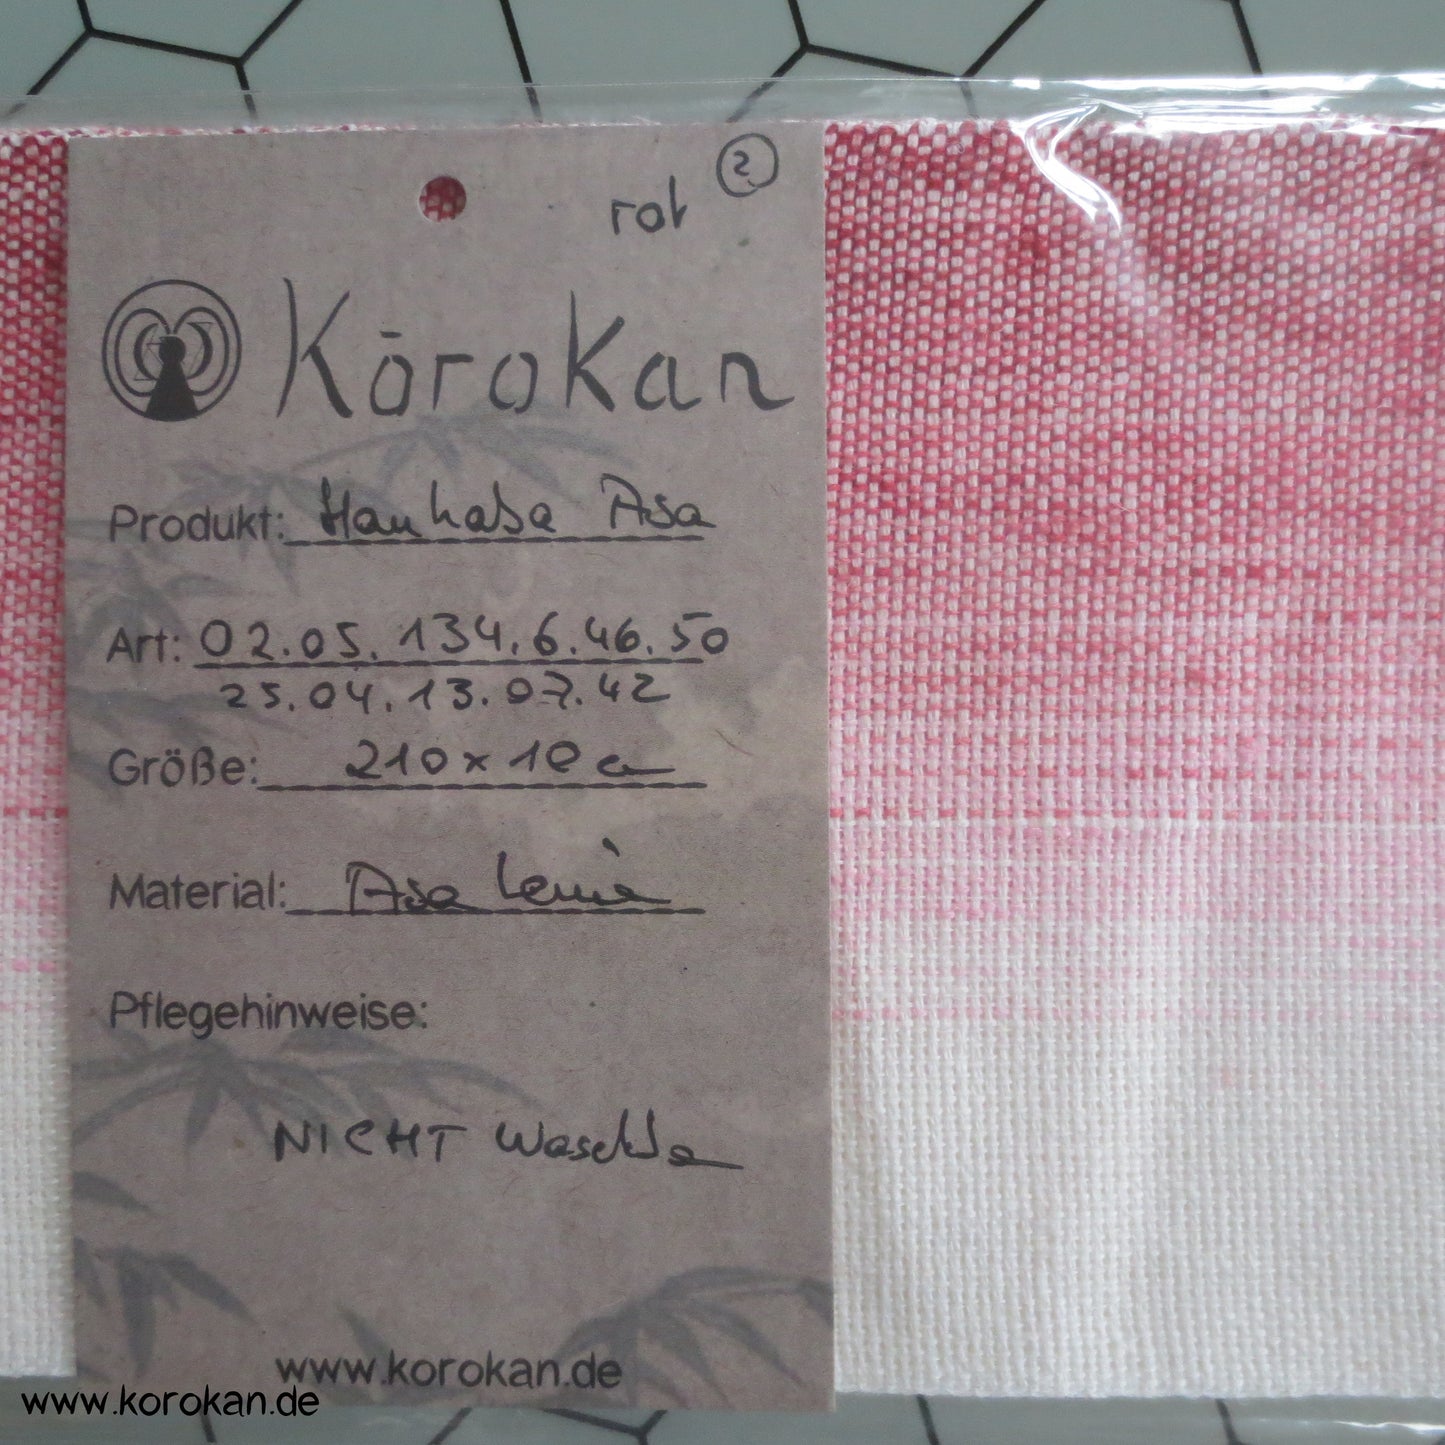 rot 2
Kōrokan
Produkt: Hanhaba Asa
Art: 02.05.134.6.46.50
25.04.13.07.42
Größe: 210 x 10 cm
Material: Asa Leinen
Pflegehinweise:
NICHT Waschen
www.korokan.de
www.korokan.de